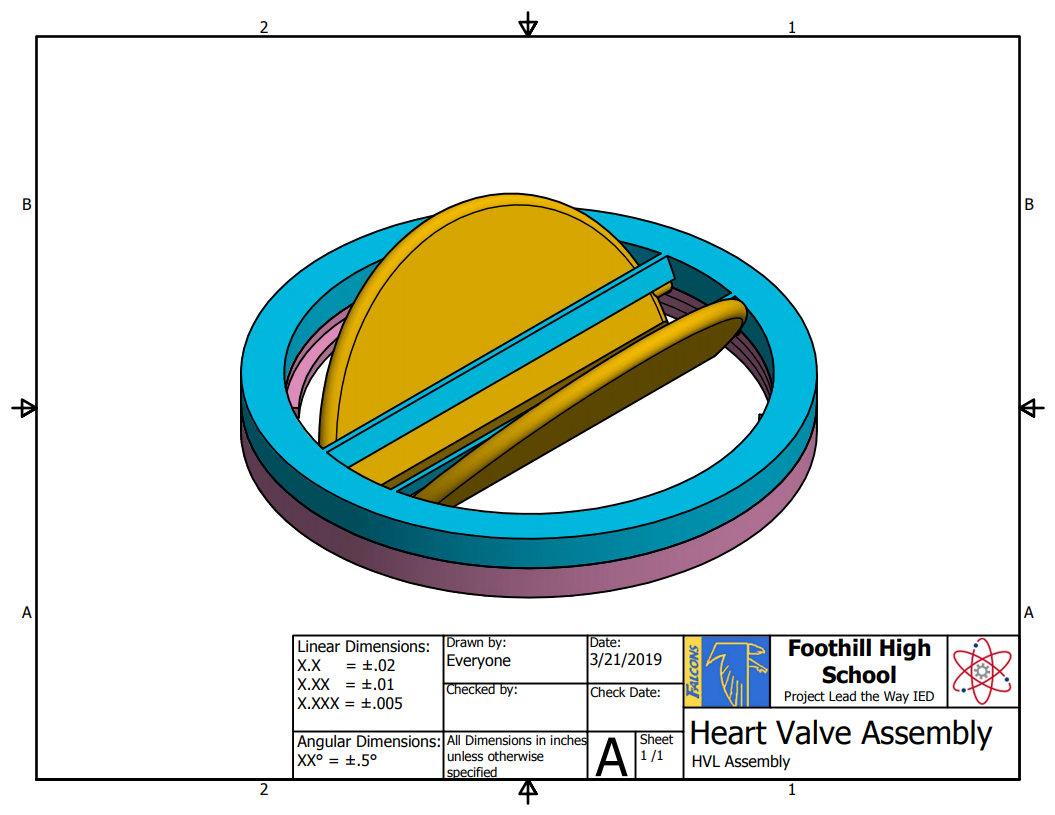 2 1
B B
A A
Linear Dimensions:
X.X = ±.02
X.XX = ±.01
X.XXX = ±.005
Angular Dimensions:
XX° = ±.5°
Drawn by:
Everyone
Checked by:
All Dimensions in inches
unless otherwise
specified
Date:
3/21/2019
Check Date:
A
Sheet
1 /1
FALCONS
Foothill High
School
Project Lead the Way IED
Heart Valve Assembly
HVL Assembly
2 1